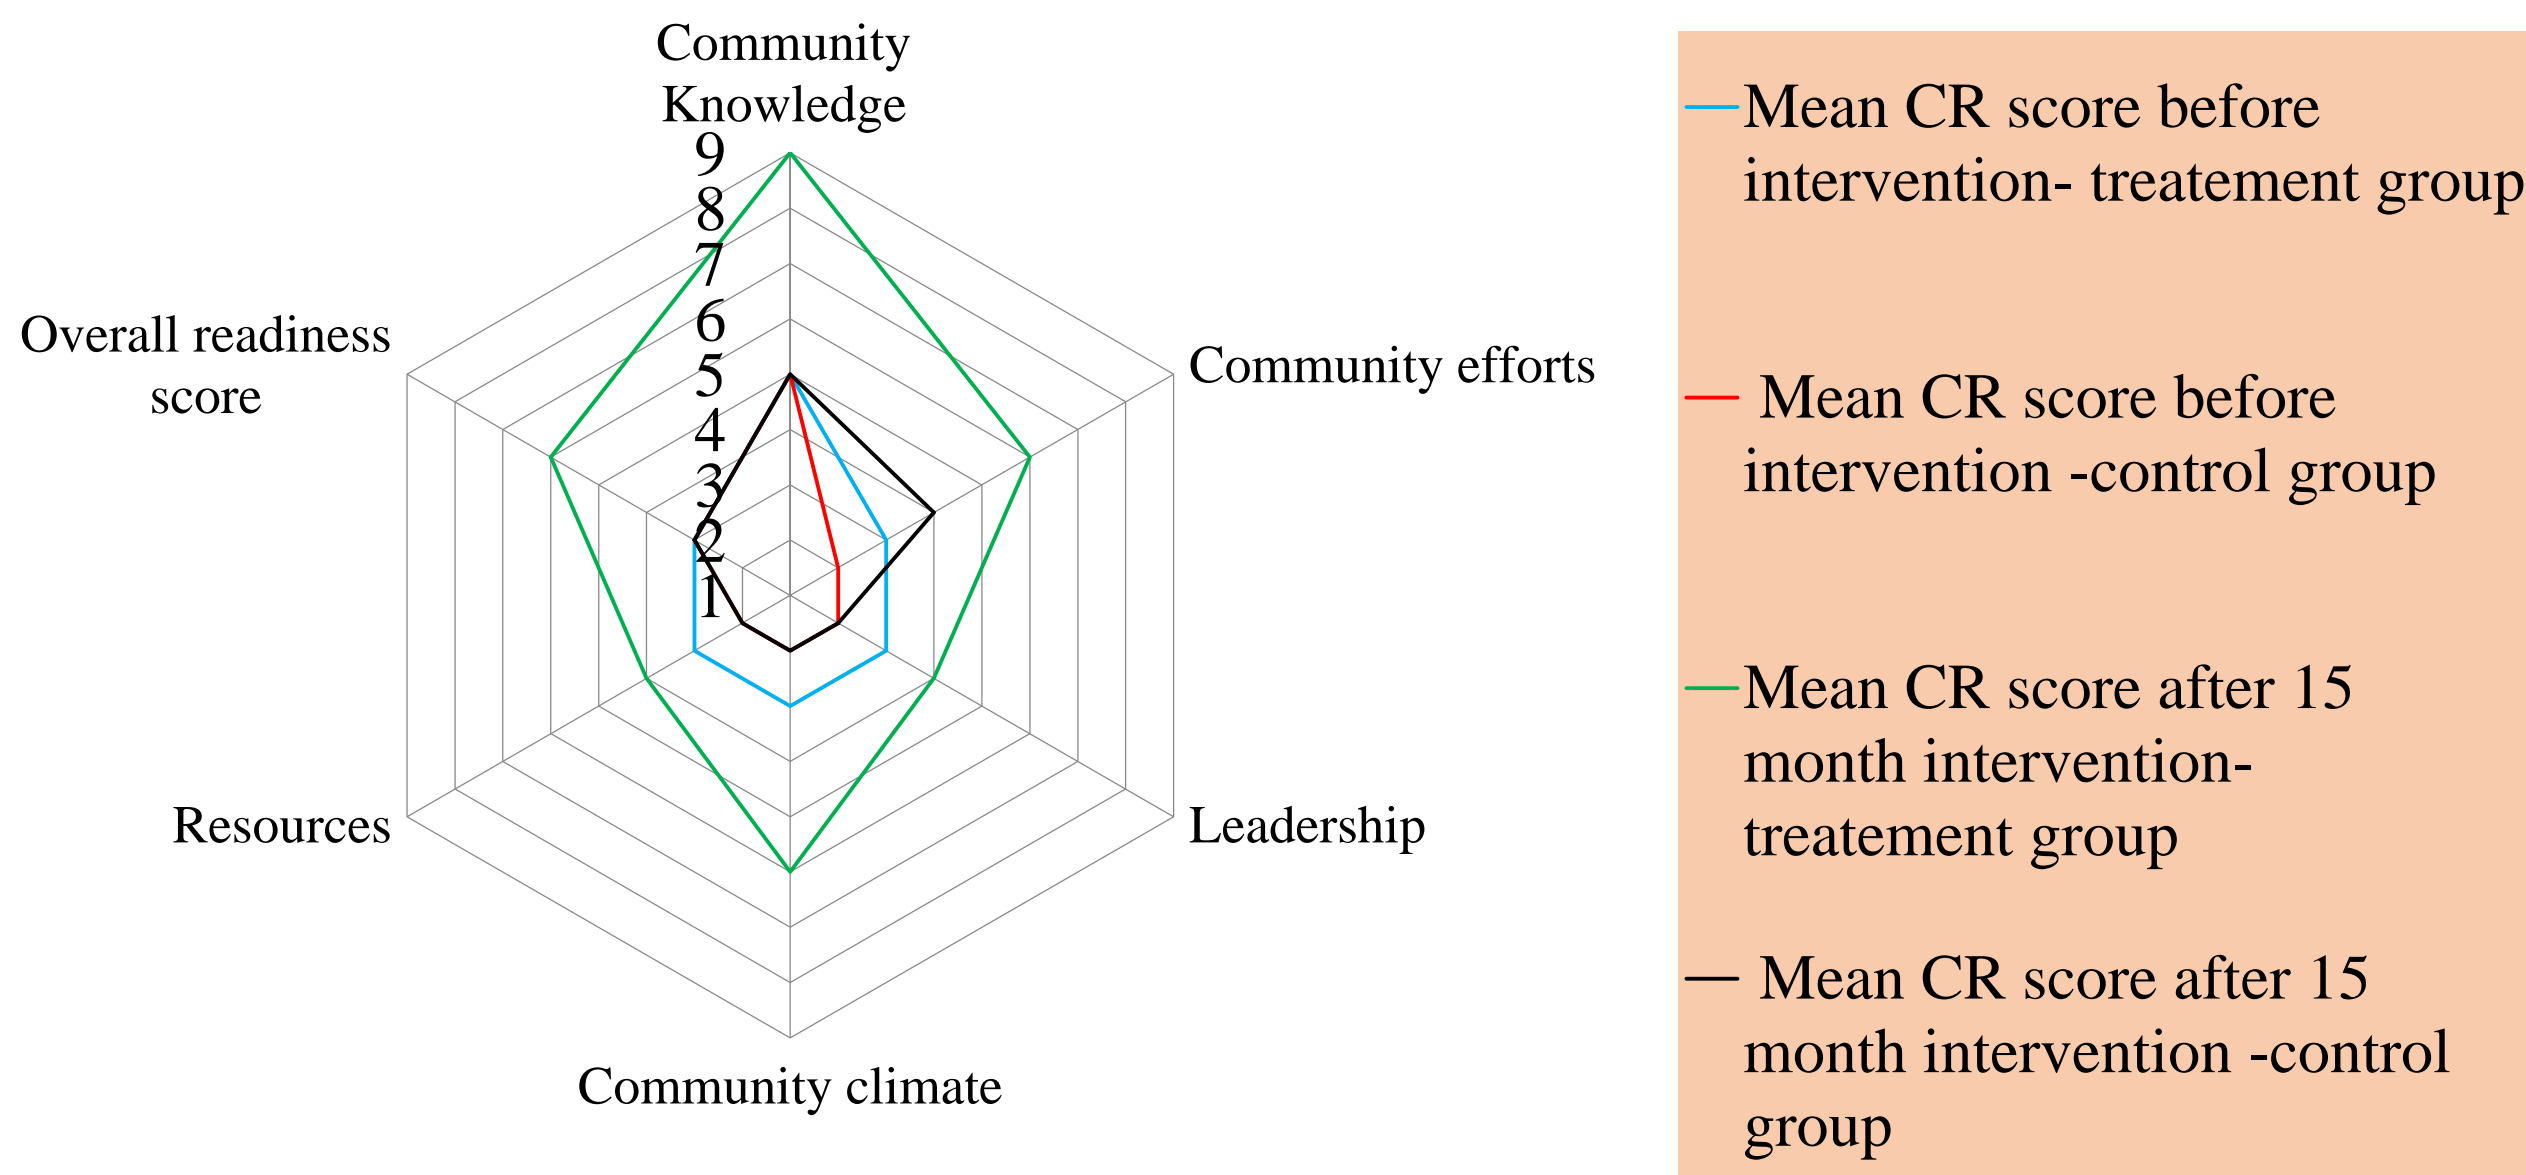 Community
Knowledge
9
8
7
6
5
4
3
2
1
Overall readiness
score
Community efforts
Resources
Leadership
Community climate
Mean CR score before
intervention- treatement group
Mean CR score before
intervention -control group
Mean CR score after 15
month intervention-
treatement group
Mean CR score after 15
month intervention -control
group